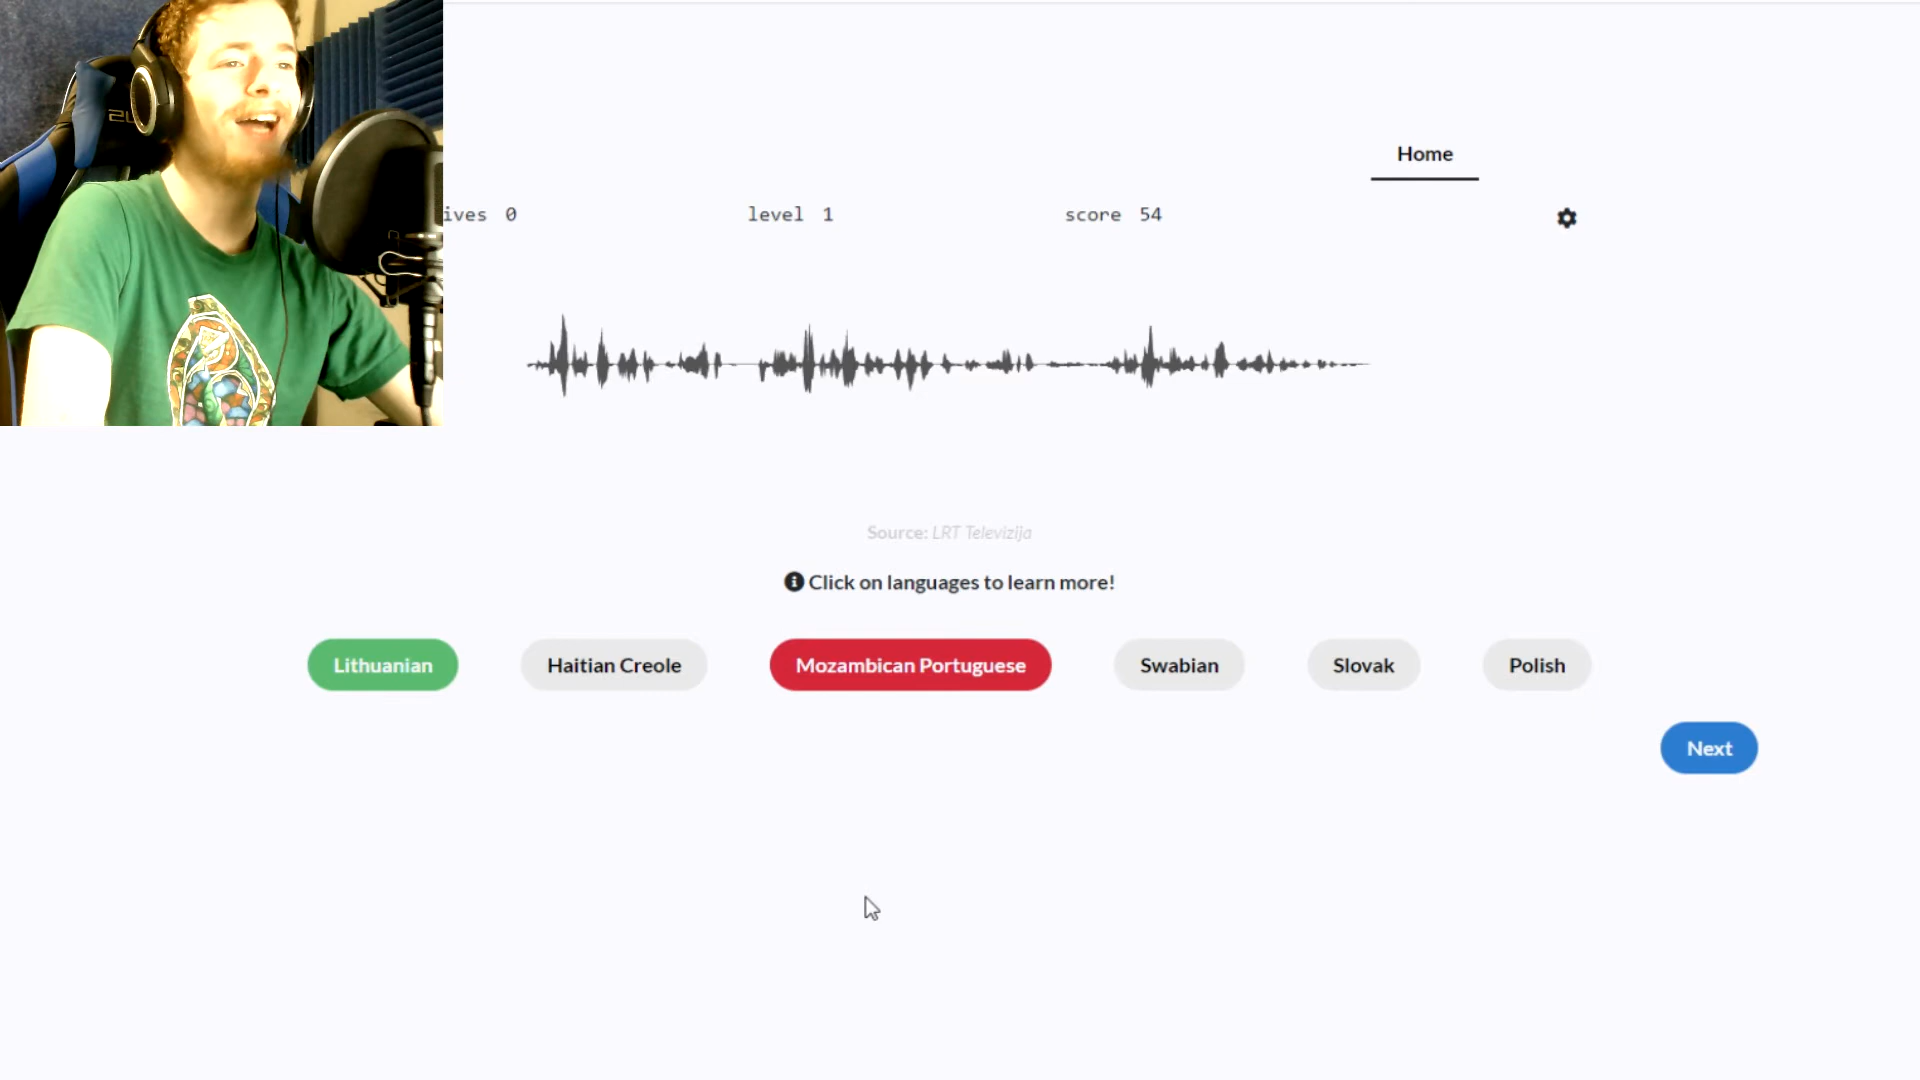 Home
ives 0
level 1
score 54
Source: LRT Televizija
Click on languages to learn more!
Lithuanian
Haitian Creole
Mozambican Portuguese
Swabian
Slovak
Polish
Next